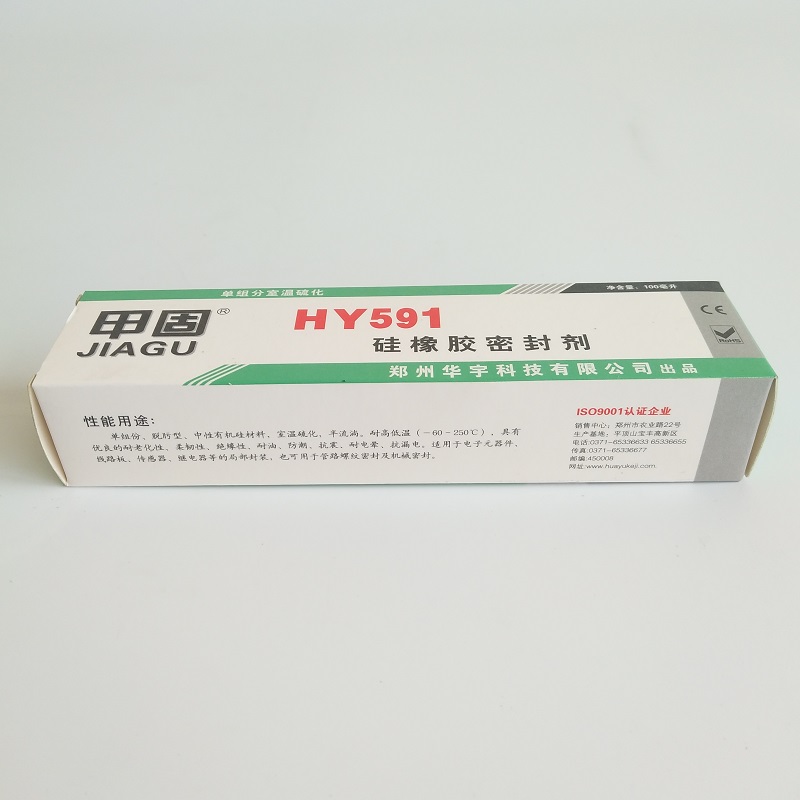 单组分室温硫化
净含量：100毫升
甲固®
JIAGU
HY591
硅橡胶密封剂
CE
RoHS
郑州华宇科技有限公司出品
性能用途：
单组份、脱肟型、中性有机硅材料、室温硫化、半流淌。耐高低温（－60－250℃），具有
优良的耐老化性、柔韧性、绝缘性、耐油、防潮、抗震、耐电晕、抗漏电、适用于电子元器件、
线路板、传感器、继电器等的局部封装、也可用于管路螺纹密封及机械密封。
ISO9001认证企业
销售中心：郑州市农业路22号
生产基地：平顶山宝丰高新区
电话:0371-65336633 65336655
传真:0371-65336677
邮编:450008
网址:www.huayukeji.com